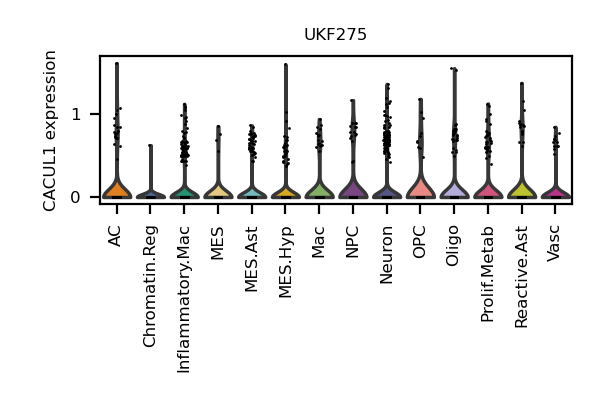 UKF275
CACUL1 expression
1
0
AC
Chromatin.Reg
Inflammatory.Mac
MES
MES.Ast
MES.Hyp
Mac
NPC
Neuron
OPC
Oligo
Prolif.Metab
Reactive.Ast
Vasc